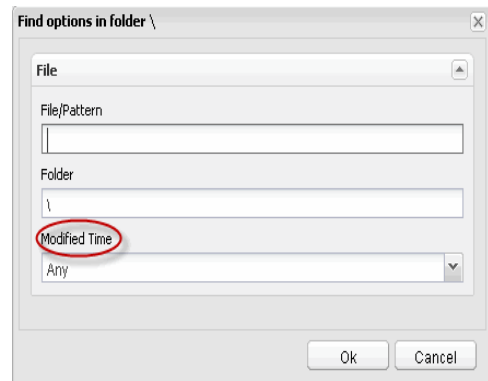 Find options in folder \
File
File/Pattern
Folder
\
Modified Time
Any
Ok
Cancel